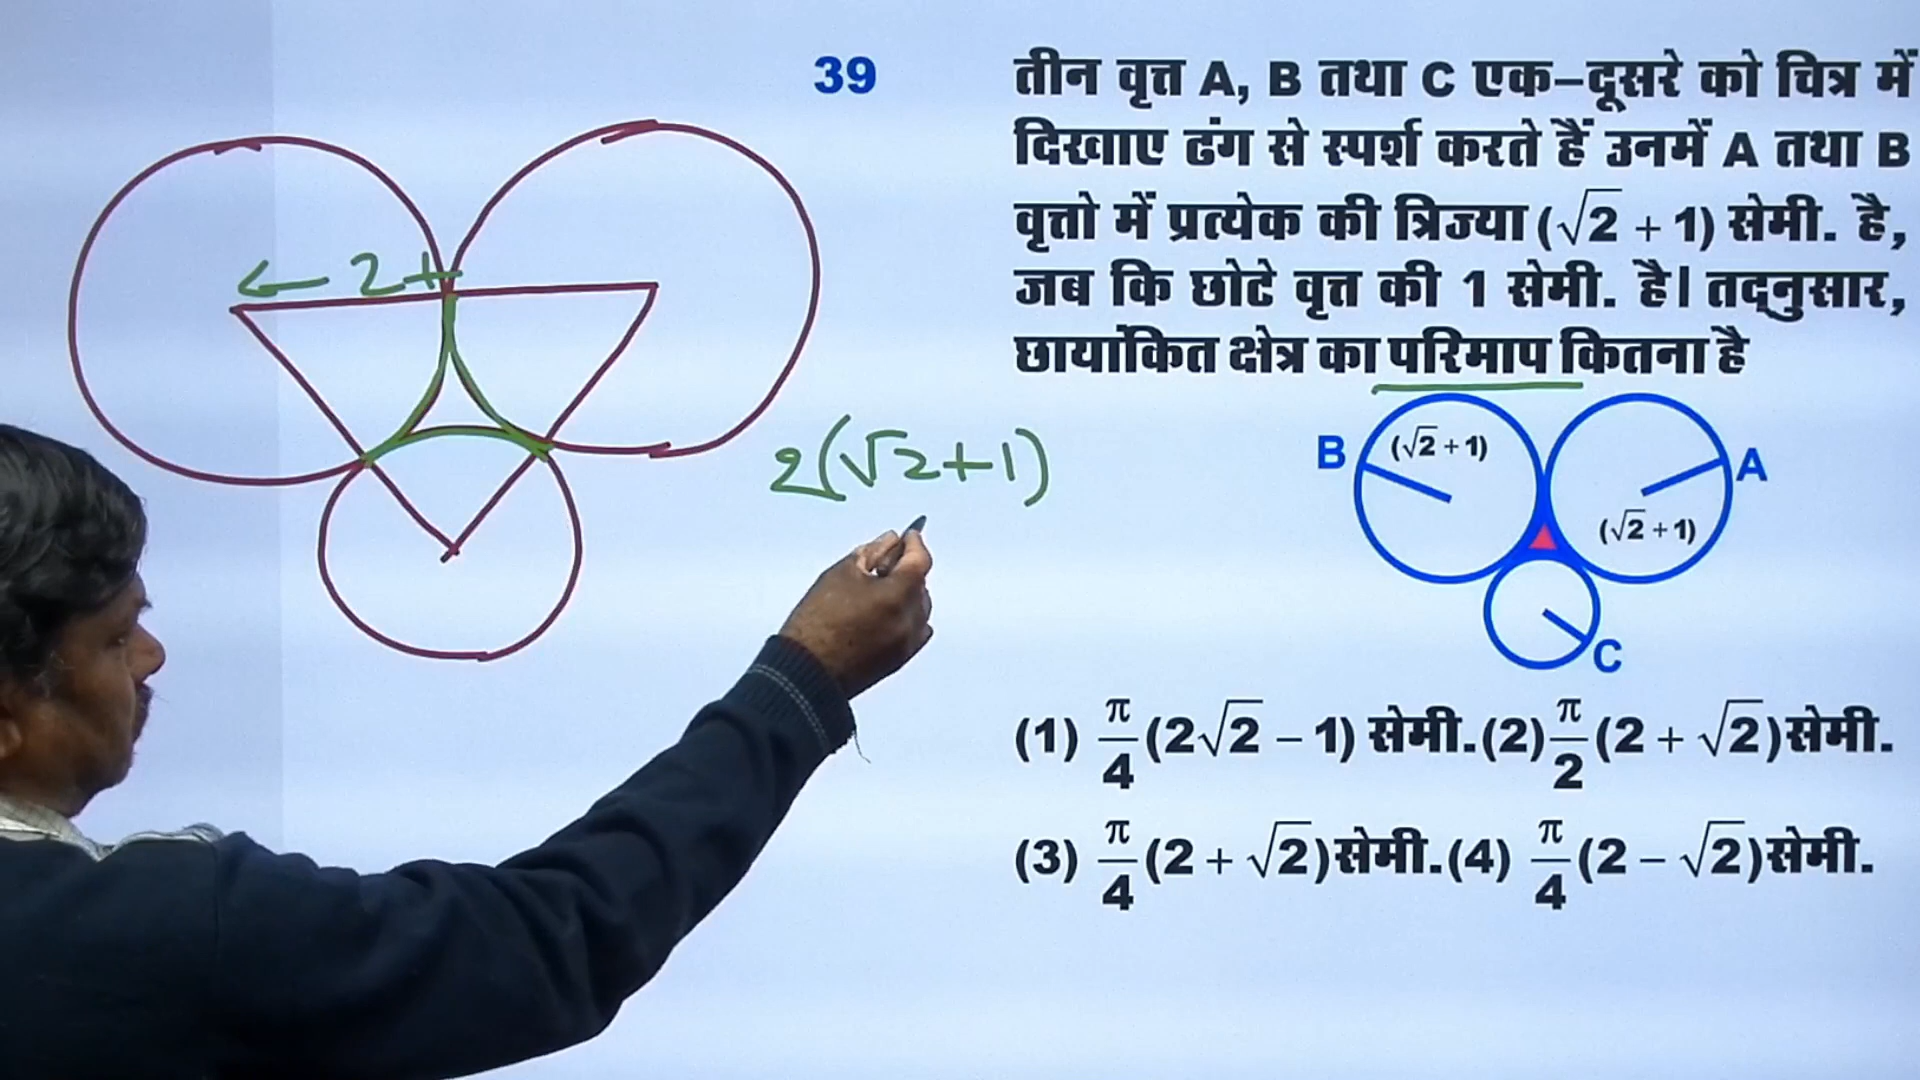 39
तीन वृत्त A, B तथा C एक–दूसरे को चित्र में
दिखाए ढंग से स्पर्श करते हैं उनमें A तथा B
वृत्तो में प्रत्येक की त्रिज्या (√2 + 1) सेमी. है,
जब कि छोटे वृत्त की 1 सेमी. है। तद्नुसार,
छायांकित क्षेत्र का परिमाप कितना है
← 2+
2(√2+1)
B (√2 + 1)
A
(√2 + 1)
C
(1) π/4 (2√2 – 1) सेमी. (2) π/2 (2 + √2) सेमी.
(3) π/4 (2 + √2) सेमी. (4) π/4 (2 – √2) सेमी.